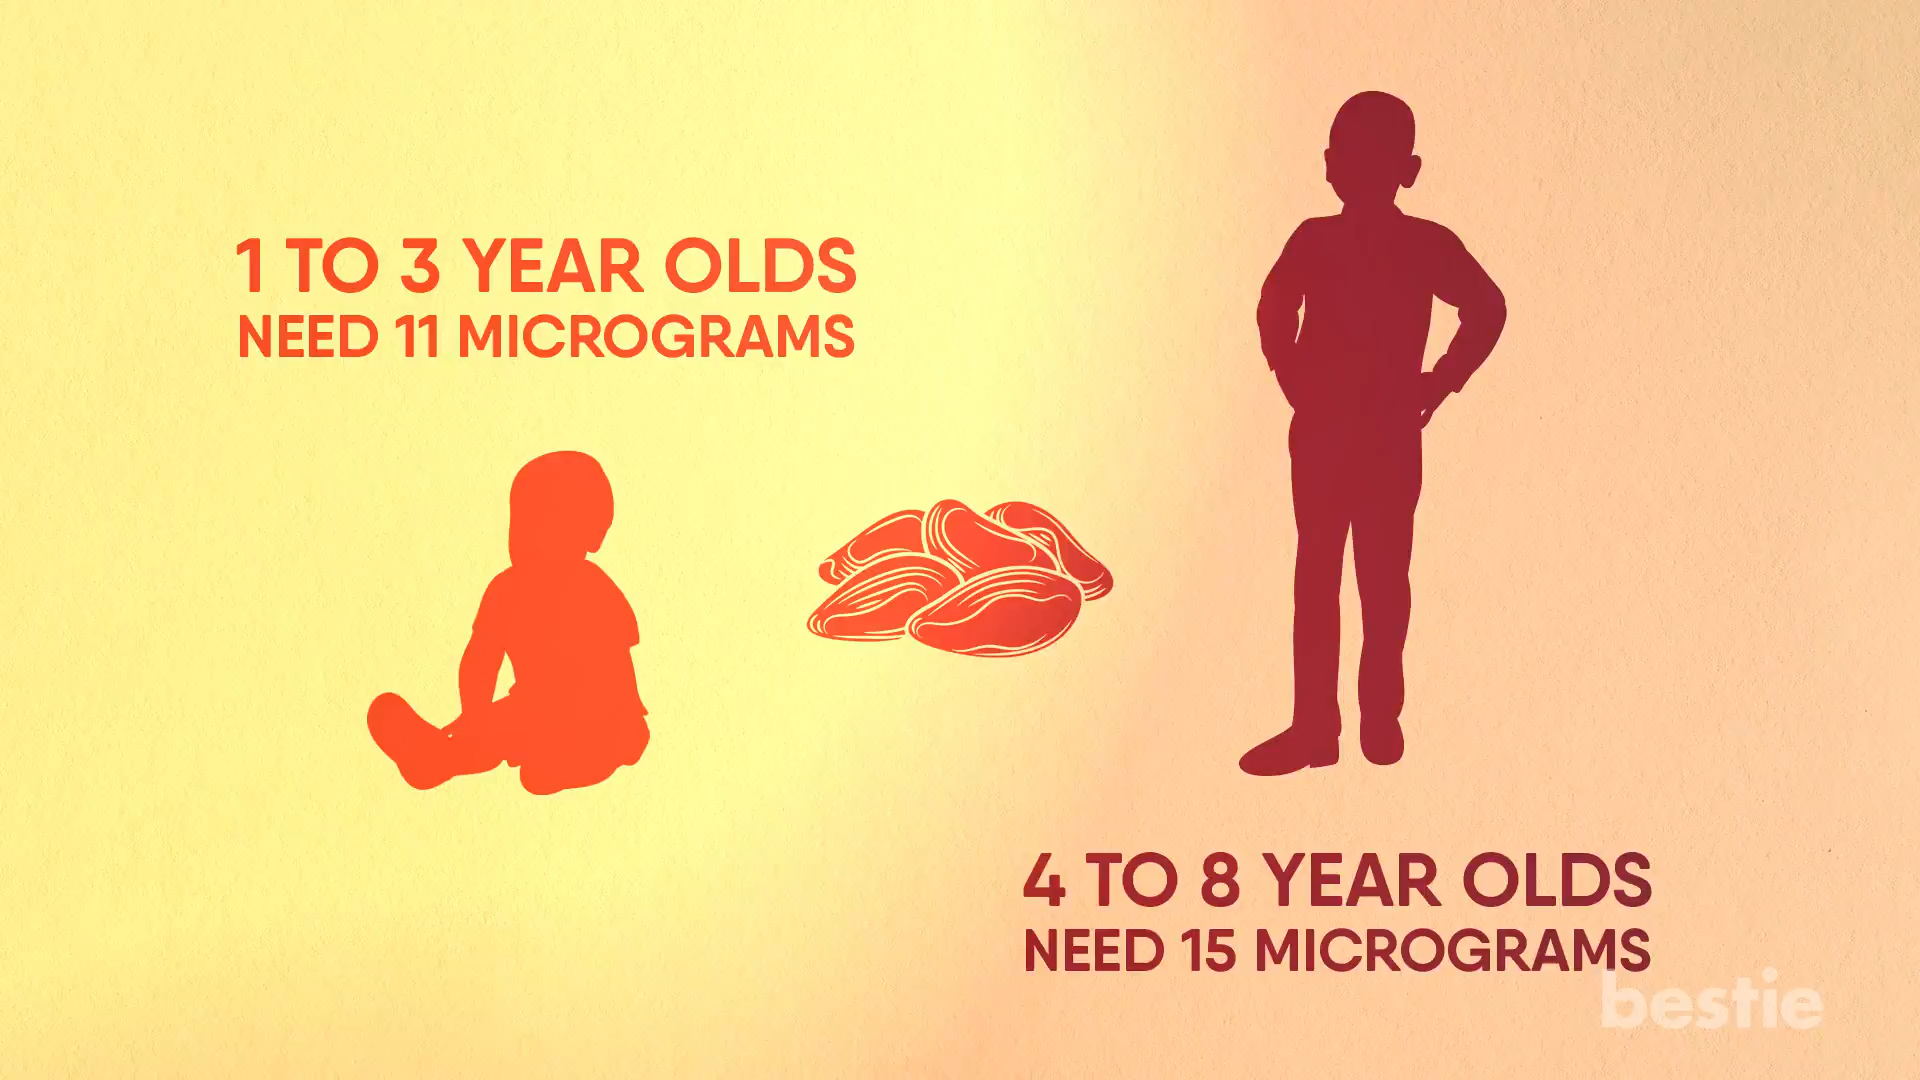 1 TO 3 YEAR OLDS
NEED 11 MICROGRAMS
4 TO 8 YEAR OLDS
NEED 15 MICROGRAMS
bestie